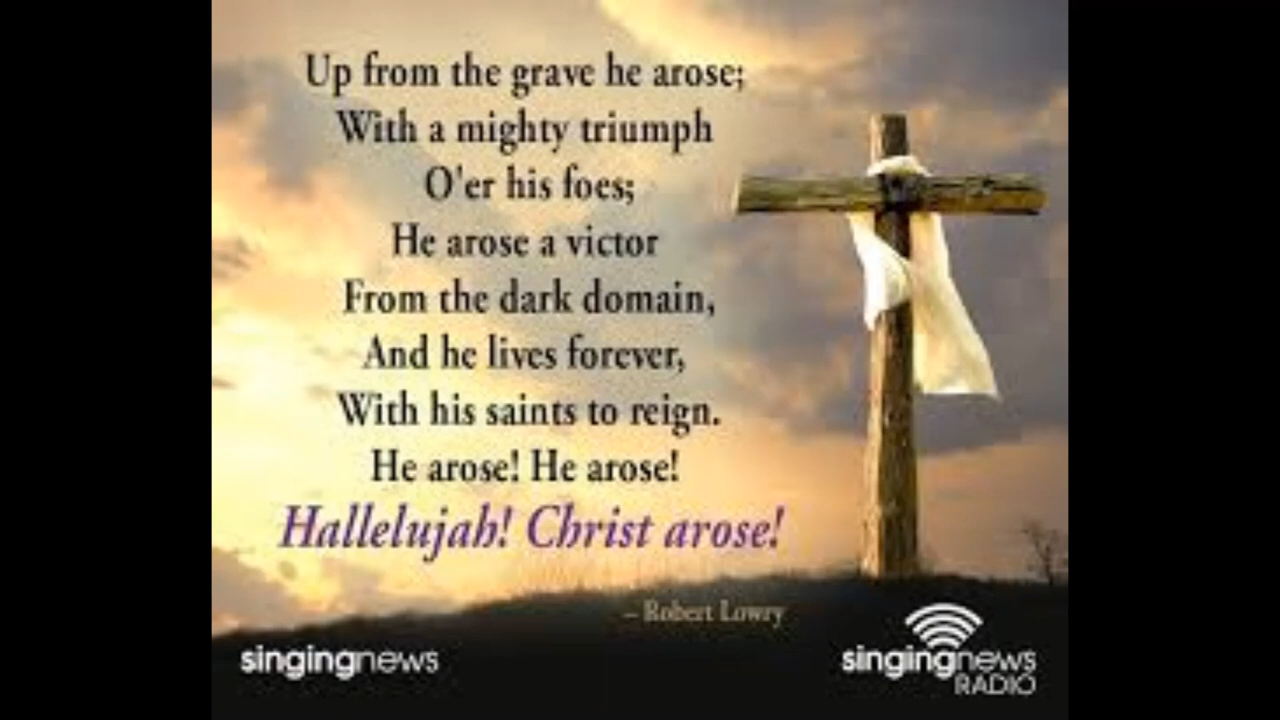 Up from the grave he arose;
With a mighty triumph
O'er his foes;
He arose a victor
From the dark domain,
And he lives forever,
With his saints to reign.
He arose! He arose!
Hallelujah! Christ arose!
– Robert Lowry
singingnews
singingnews
RADIO